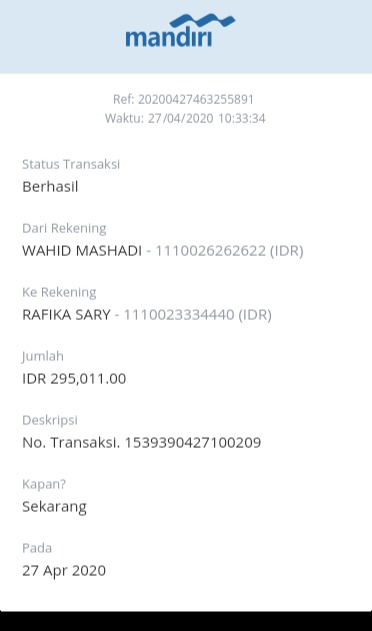 mandiri
Ref: 20200427463255891
Waktu: 27/04/2020 10:33:34
Status Transaksi
Berhasil
Dari Rekening
WAHID MASHADI - 1110026262622 (IDR)
Ke Rekening
RAFIKA SARY - 1110023334440 (IDR)
Jumlah
IDR 295,011.00
Deskripsi
No. Transaksi. 1539390427100209
Kapan?
Sekarang
Pada
27 Apr 2020